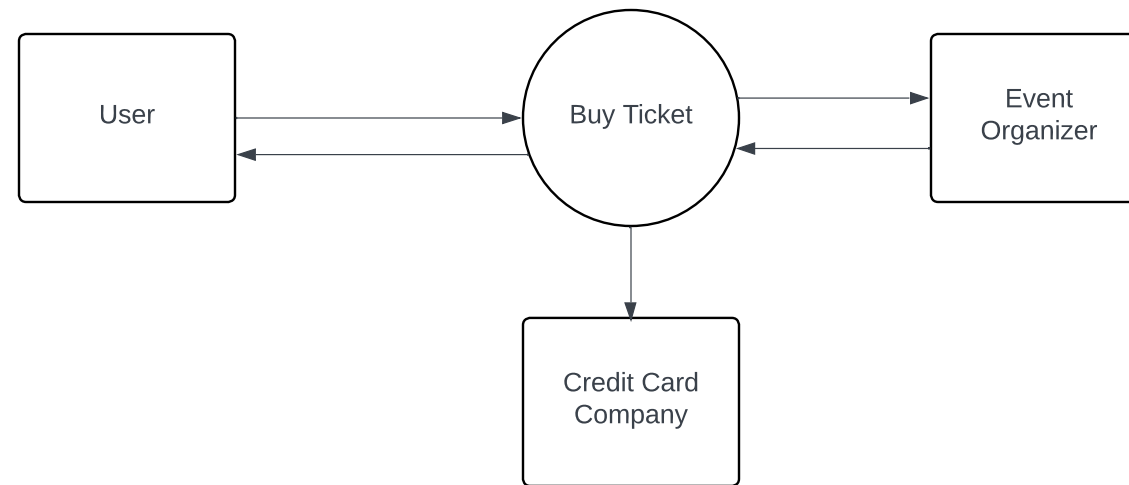 User
Buy Ticket
Event
Organizer
Credit Card
Company